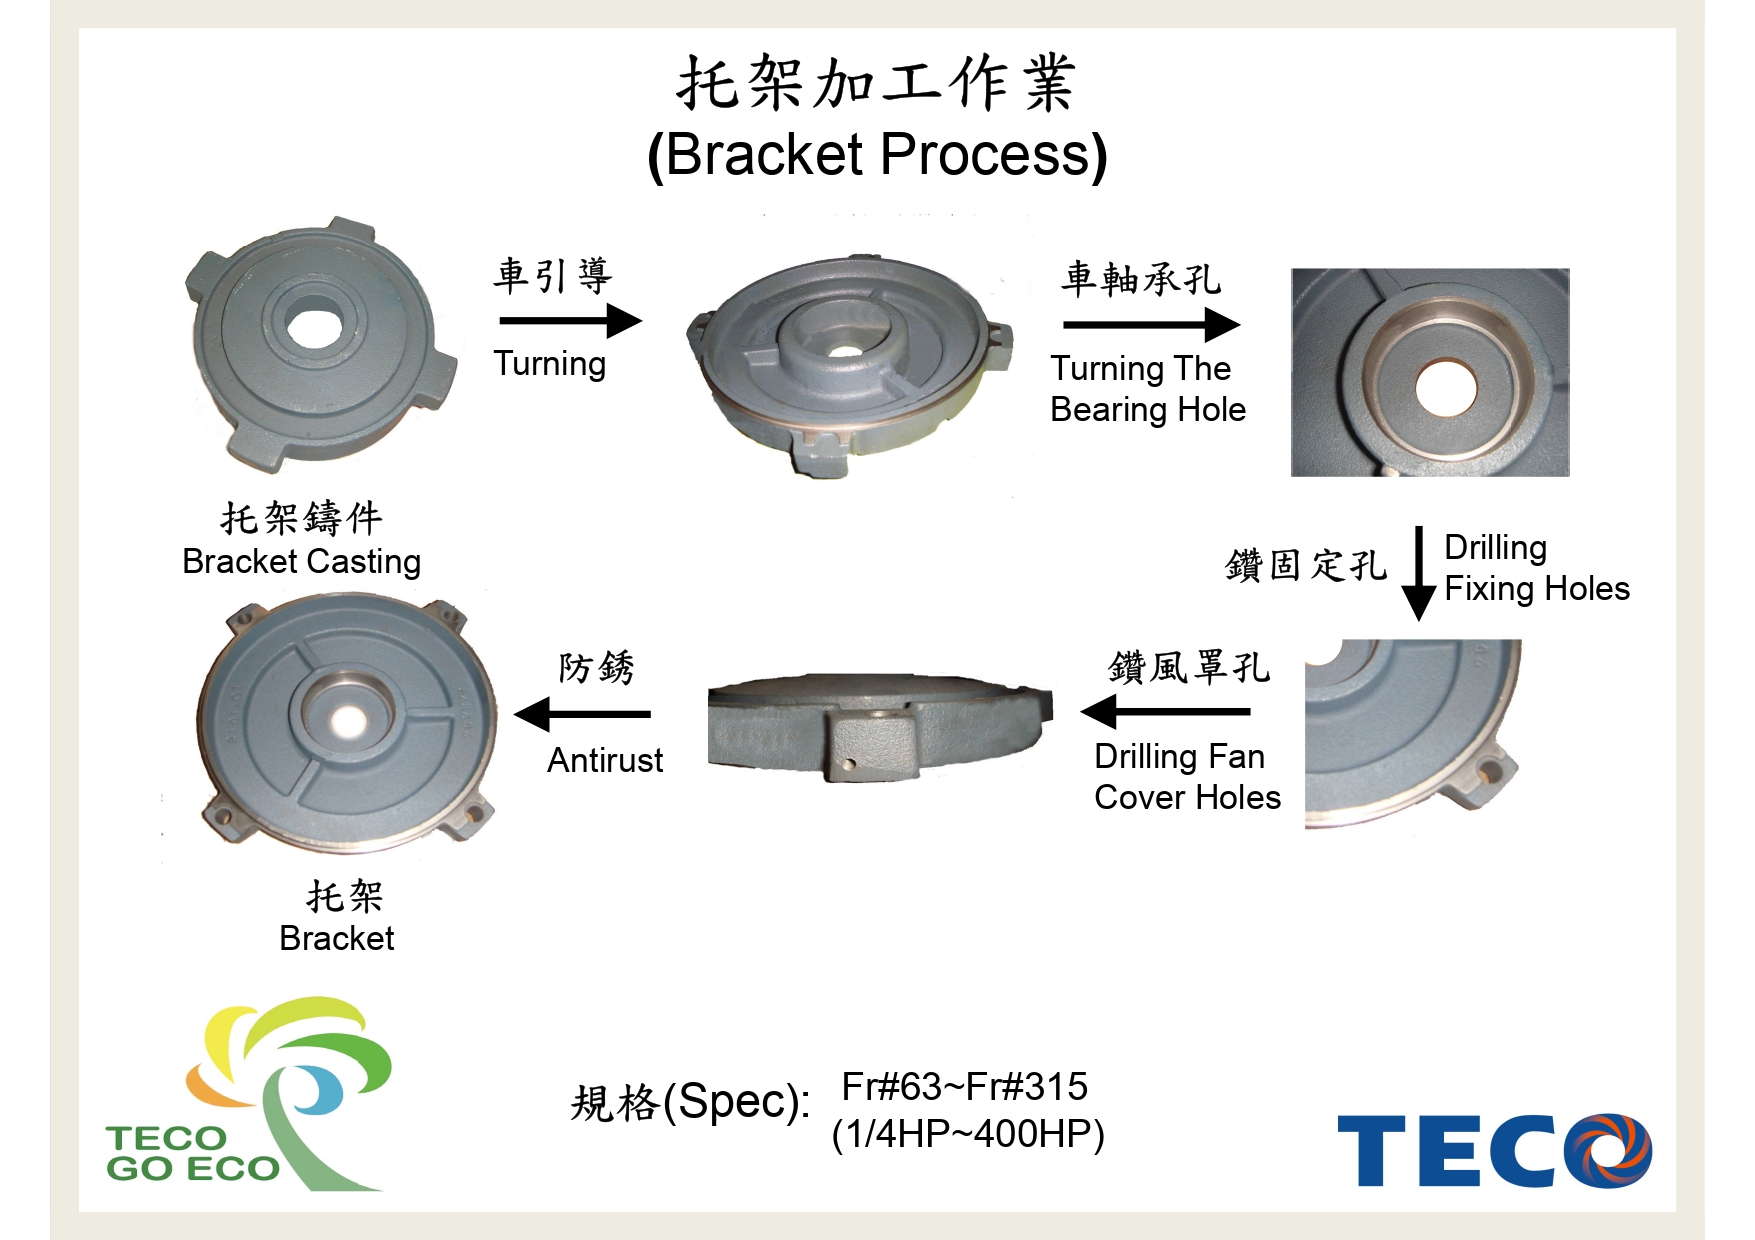 托架加工作業
(Bracket Process)
車引導
Turning
車軸承孔
Turning The
Bearing Hole
托架鑄件
Bracket Casting
鑽固定孔
Drilling
Fixing Holes
鑽風罩孔
Drilling Fan
Cover Holes
防銹
Antirust
托架
Bracket
規格(Spec):
Fr#63~Fr#315
(1/4HP~400HP)
TECO
GO ECO
TECO